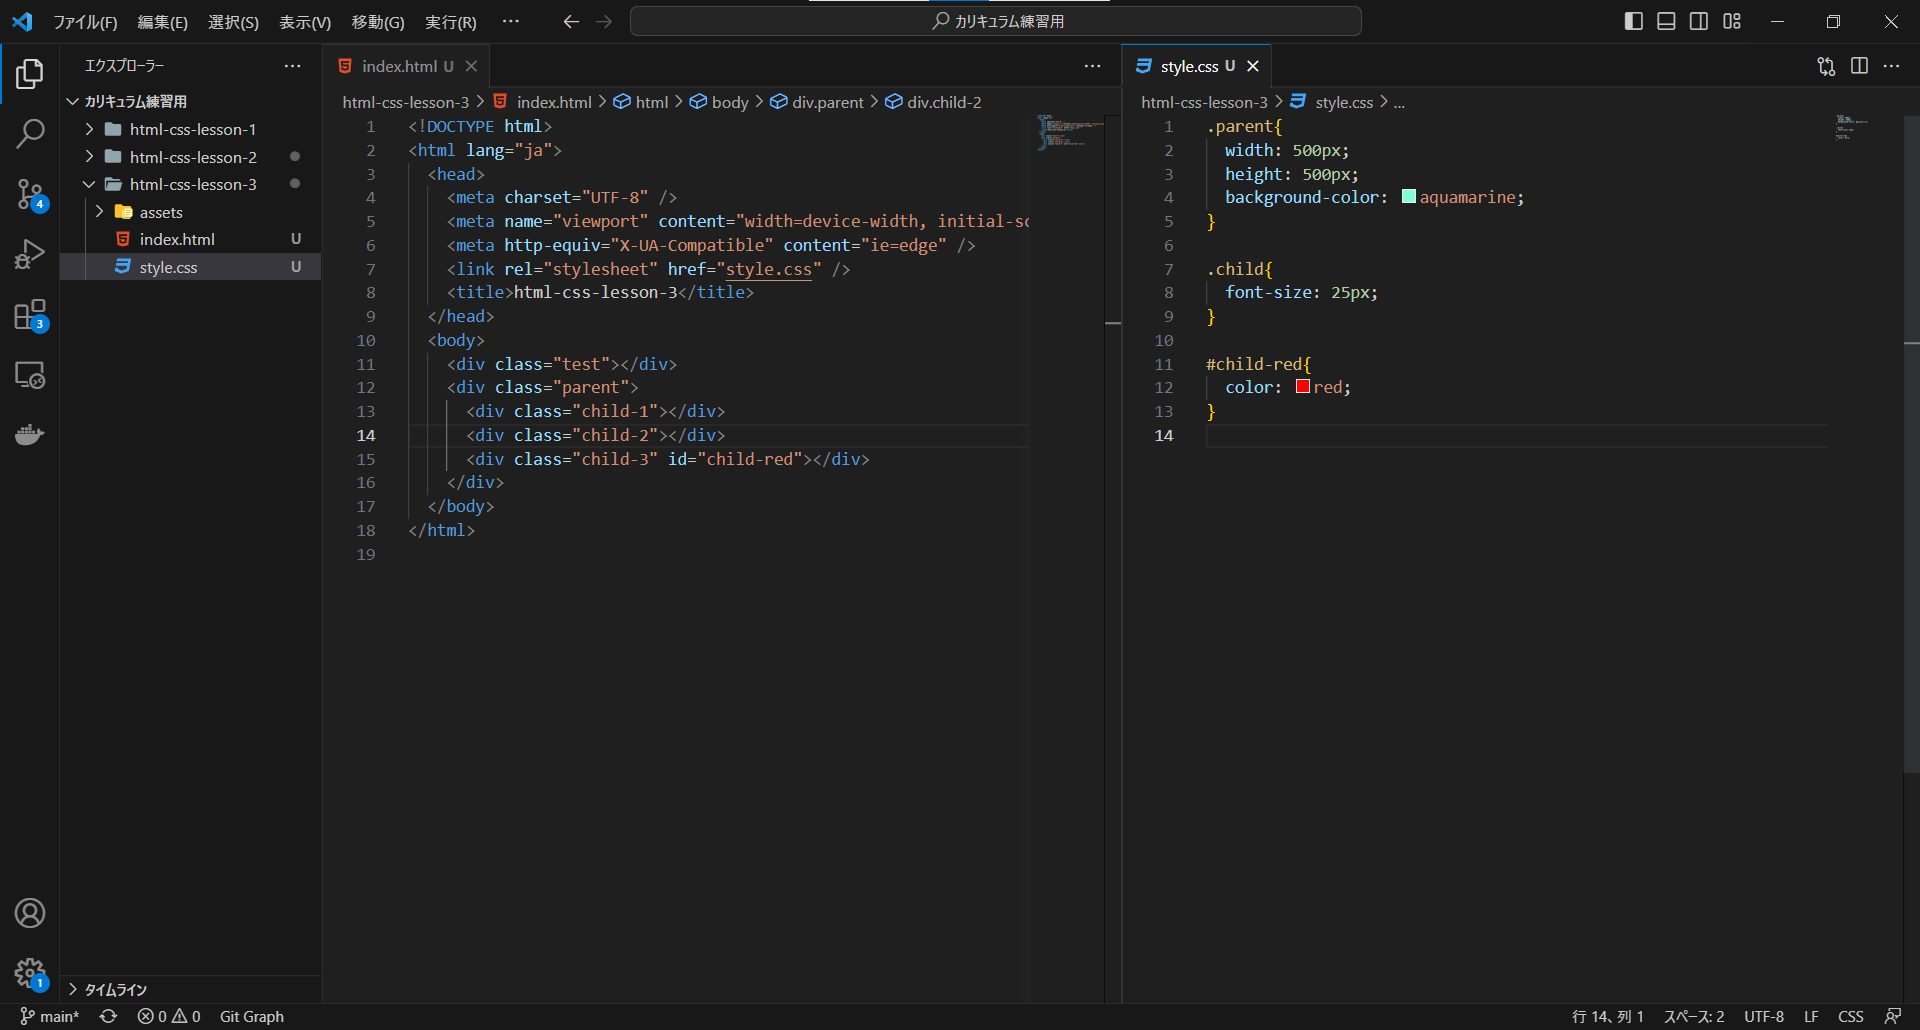 ファイル(F) 編集(E) 選択(S) 表示(V) 移動(G) 実行(R) ···
カリキュラム練習用
エクスプローラー
カリキュラム練習用
html-css-lesson-1
html-css-lesson-2
html-css-lesson-3
assets
index.html U
style.css U
タイムライン
4
3
1
index.html U
html-css-lesson-3 > index.html > html > body > div.parent > div.child-2
1 <!DOCTYPE html>
2 <html lang="ja">
3 <head>
4 <meta charset="UTF-8" />
5 <meta name="viewport" content="width=device-width, initial-sc
6 <meta http-equiv="X-UA-Compatible" content="ie=edge" />
7 <link rel="stylesheet" href="style.css" />
8 <title>html-css-lesson-3</title>
9 </head>
10 <body>
11 <div class="test"></div>
12 <div class="parent">
13 <div class="child-1"></div>
14 <div class="child-2"></div>
15 <div class="child-3" id="child-red"></div>
16 </div>
17 </body>
18 </html>
19
style.css U
html-css-lesson-3 > style.css > ...
1 .parent{
2 width: 500px;
3 height: 500px;
4 background-color: aquamarine;
5 }
6
7 .child{
8 font-size: 25px;
9 }
10
11 #child-red{
12 color: red;
13 }
14
main* 0 0 Git Graph
行 14、列 1 スペース: 2 UTF-8 LF CSS